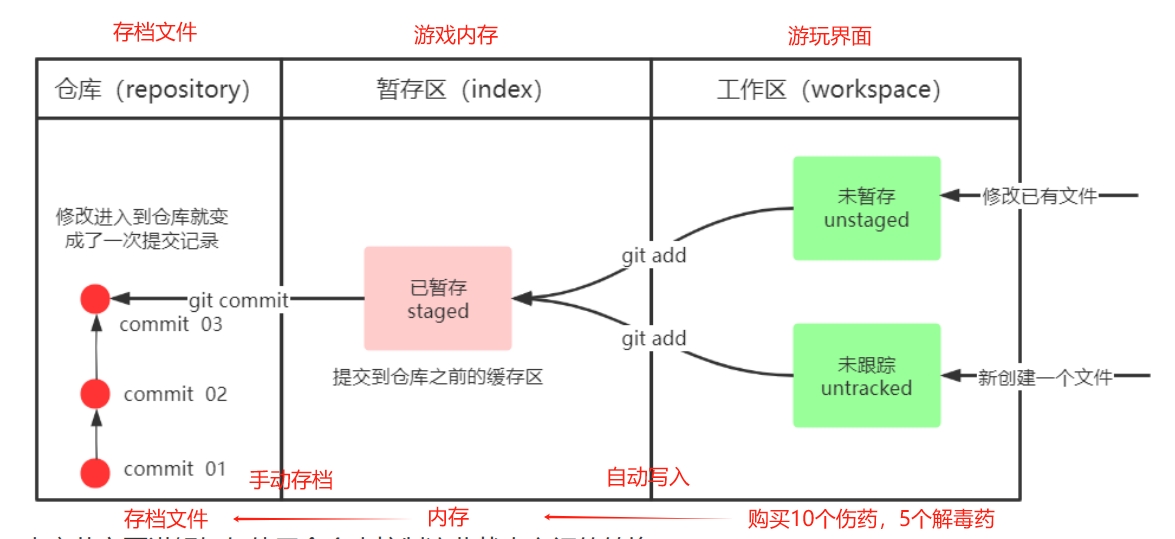 存档文件
游戏内存
游玩界面
仓库（repository）
暂存区（index）
工作区（workspace）
修改进入到仓库就变
成了一次提交记录
未暂存
unstaged
修改已有文件
git add
已暂存
staged
git commit
commit 03
git add
提交到仓库之前的缓存区
未跟踪
untracked
新创建一个文件
commit 02
commit 01
手动存档
自动写入
存档文件
内存
购买10个伤药，5个解毒药